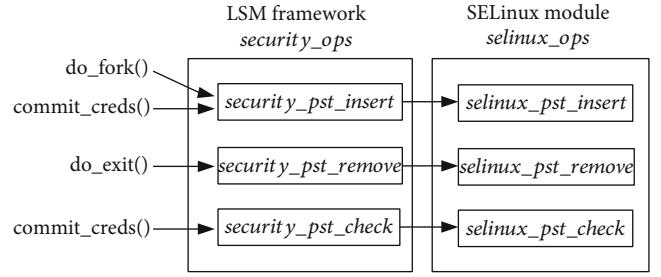 LSM framework
security_ops
SELinux module
selinux_ops
do_fork()
commit_creds()
security_pst_insert
selinux_pst_insert
do_exit()
security_pst_remove
selinux_pst_remove
commit_creds()
security_pst_check
selinux_pst_check